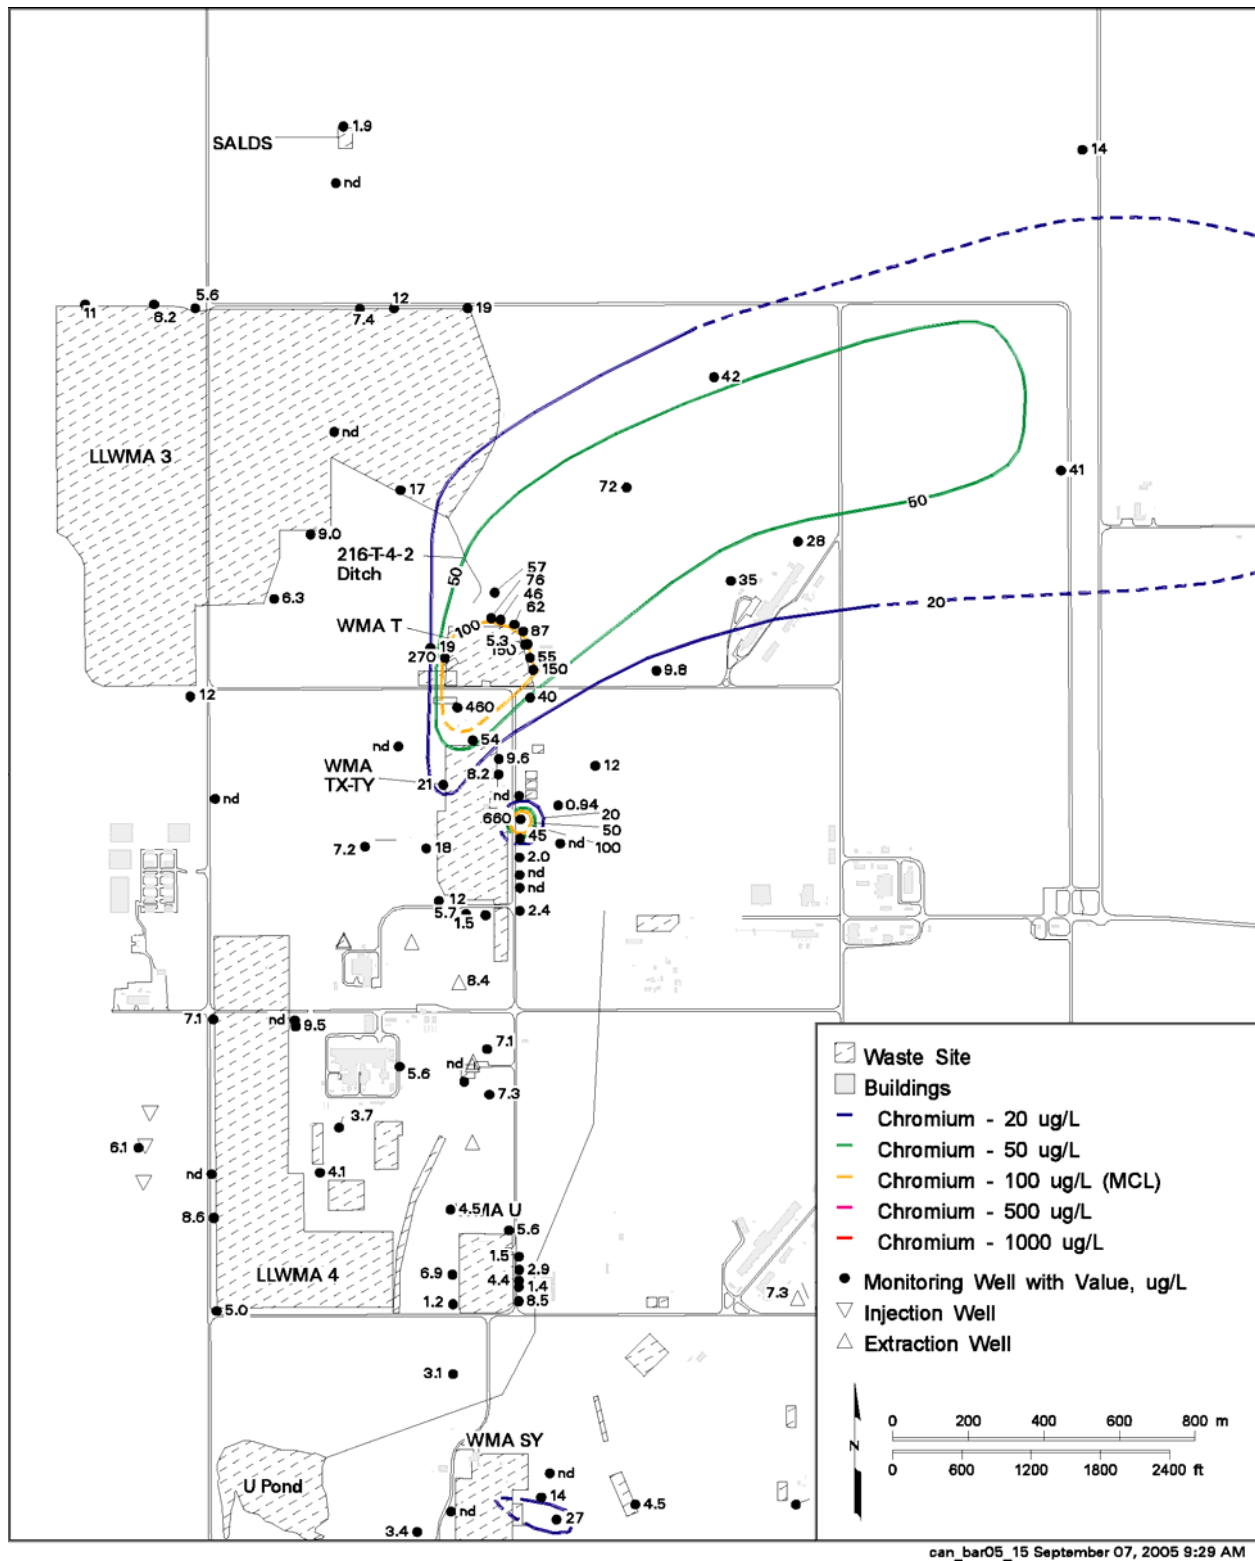 1.9
SALDS
14
nd
5.6
12
11
8.2
7.4
19
42
nd
LLWMA 3
41
17
72
50
9.0
28
216-T-4-2
Ditch
50
57
76
35
6.3
46
20
62
WMA T
100
87
5.3
150
19
270
55
150
9.8
12
40
460
54
nd
9.6
12
WMA
TX-TY
8.2
21
nd
nd
0.94
20
660
50
45
nd
100
7.2
18
2.0
nd
nd
12
5.7
2.4
1.5
8.4
7.1
nd
9.5
7.1
nd
5.6
7.3
3.7
6.1
nd
4.1
8.6
4.5
MA U
5.6
1.5
LLWMA 4
6.9
2.9
4.4
1.4
1.2
8.5
7.3
5.0
3.1
WMA SY
nd
U Pond
14
4.5
nd
27
3.4
Waste Site
Buildings
Chromium - 20 ug/L
Chromium - 50 ug/L
Chromium - 100 ug/L (MCL)
Chromium - 500 ug/L
Chromium - 1000 ug/L
Monitoring Well with Value, ug/L
Injection Well
Extraction Well
N
0 200 400 600 800 m
0 600 1200 1800 2400 ft
can_bar05_15 September 07, 2005 9:29 AM